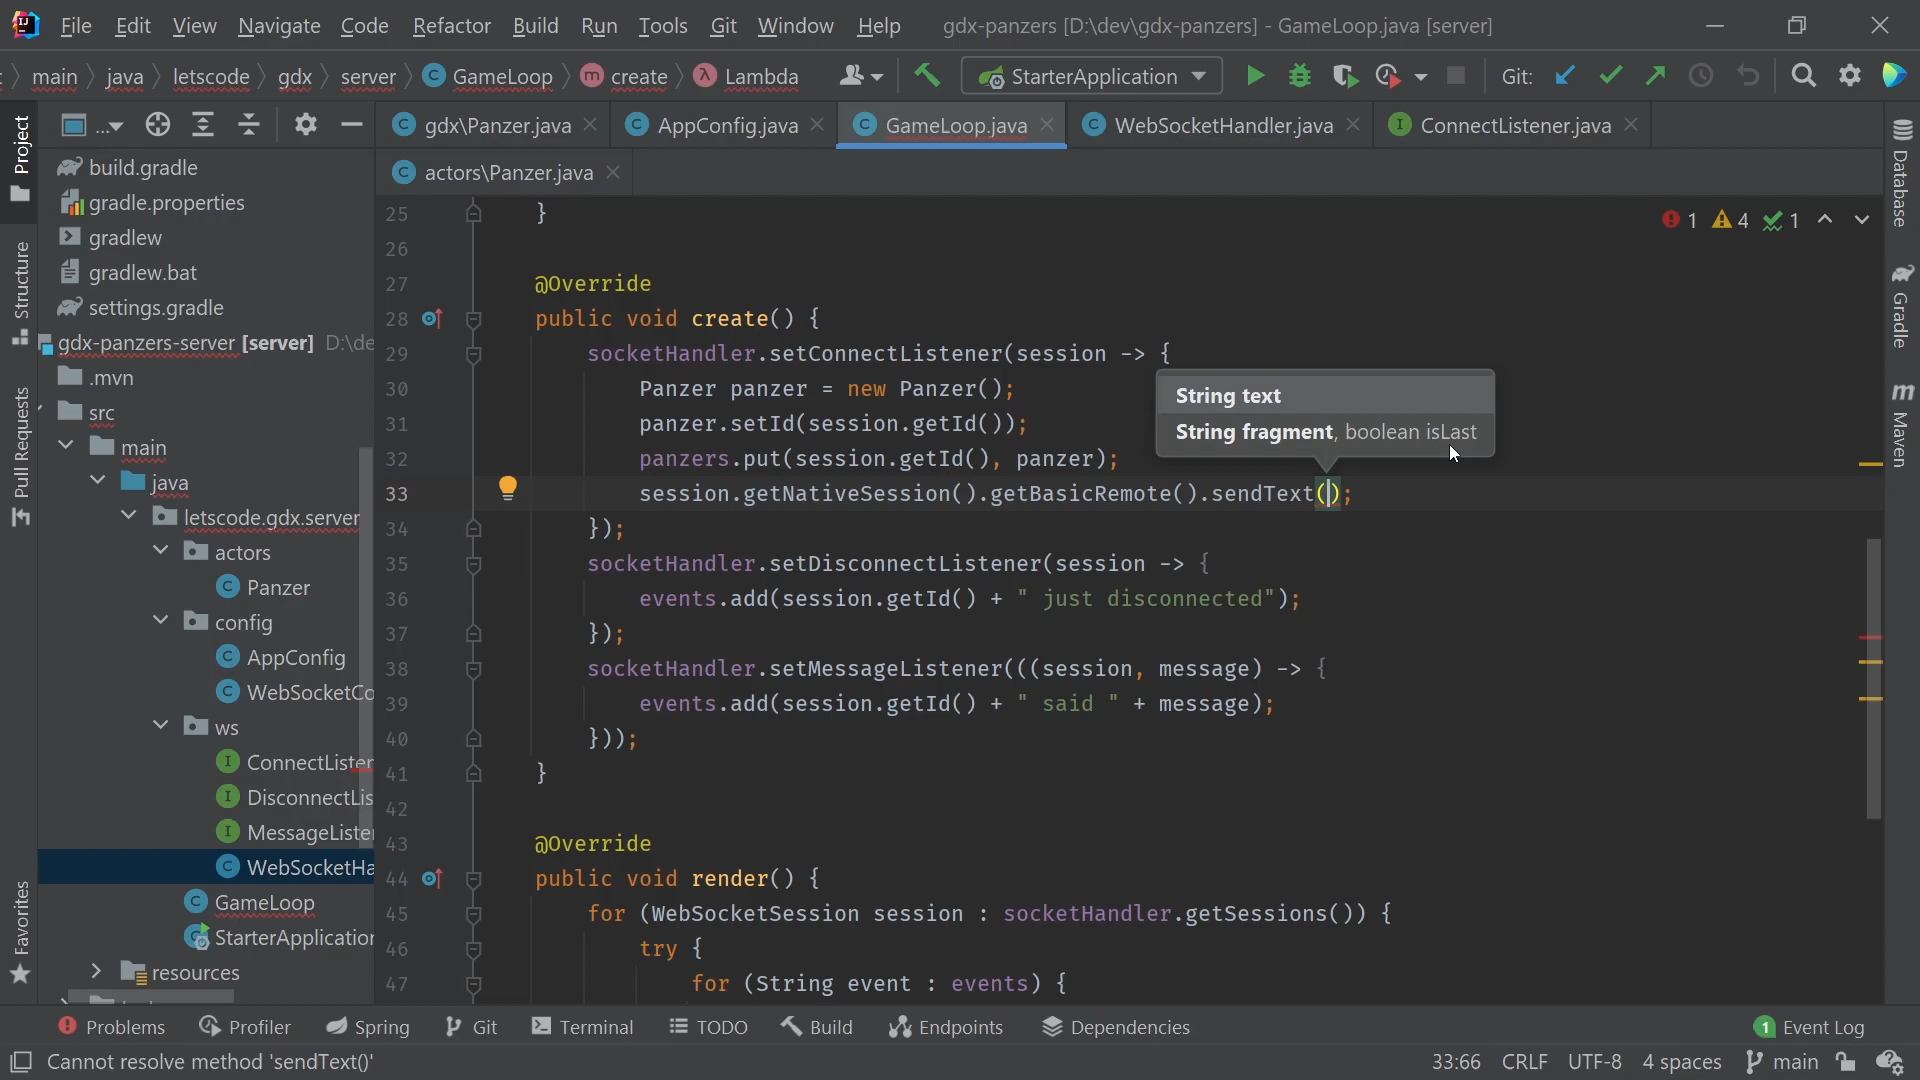 File Edit View Navigate Code Refactor Build Run Tools Git Window Help gdx-panzers [D:\dev\gdx-panzers] - GameLoop.java [server]
main java letscode gdx server GameLoop create Lambda StarterApplication Git:
Project
... gdx\Panzer.java AppConfig.java GameLoop.java WebSocketHandler.java ConnectListener.java
actors\Panzer.java
build.gradle
gradle.properties
gradlew
gradlew.bat
settings.gradle
gdx-panzers-server [server] D:\de
.mvn
src
main
java
letscode.gdx.server
actors
Panzer
config
AppConfig
WebSocketCo
ws
ConnectListener
DisconnectLis
MessageListe
WebSocketHa
GameLoop
StarterApplication
resources
Structure
Pull Requests
Favorites
25 }
26
27 @Override
28 public void create() {
29 socketHandler.setConnectListener(session -> {
30 Panzer panzer = new Panzer();
31 panzer.setId(session.getId());
32 panzers.put(session.getId(), panzer);
33 session.getNativeSession().getBasicRemote().sendText();
34 });
35 socketHandler.setDisconnectListener(session -> {
36 events.add(session.getId() + " just disconnected");
37 });
38 socketHandler.setMessageListener(((session, message) -> {
39 events.add(session.getId() + " said " + message);
40 }));
41 }
42
43 @Override
44 public void render() {
45 for (WebSocketSession session : socketHandler.getSessions()) {
46 try {
47 for (String event : events) {
String text
String fragment, boolean isLast
1 4 1
Database
Gradle
m Maven
Problems Profiler Spring Git Terminal TODO Build Endpoints Dependencies 1 Event Log
Cannot resolve method 'sendText()' 33:66 CRLF UTF-8 4 spaces main